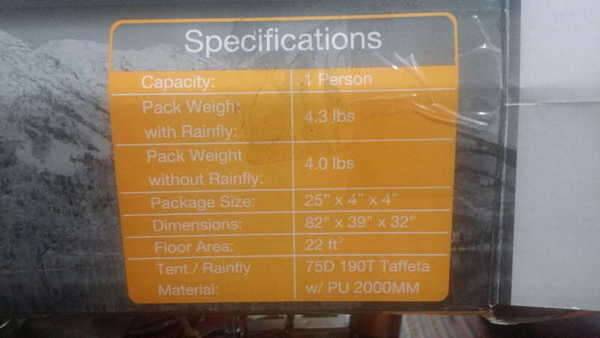 Specifications
Capacity: 1 Person
Pack Weigh
with Rainfly: 4.3 lbs
Pack Weight
without Rainfly: 4.0 lbs
Package Size: 25" x 4" x 4"
Dimensions: 82" x 39" x 32"
Floor Area: 22 ft²
Tent / Rainfly 75D 190T Taffeta
Material: w/ PU 2000MM